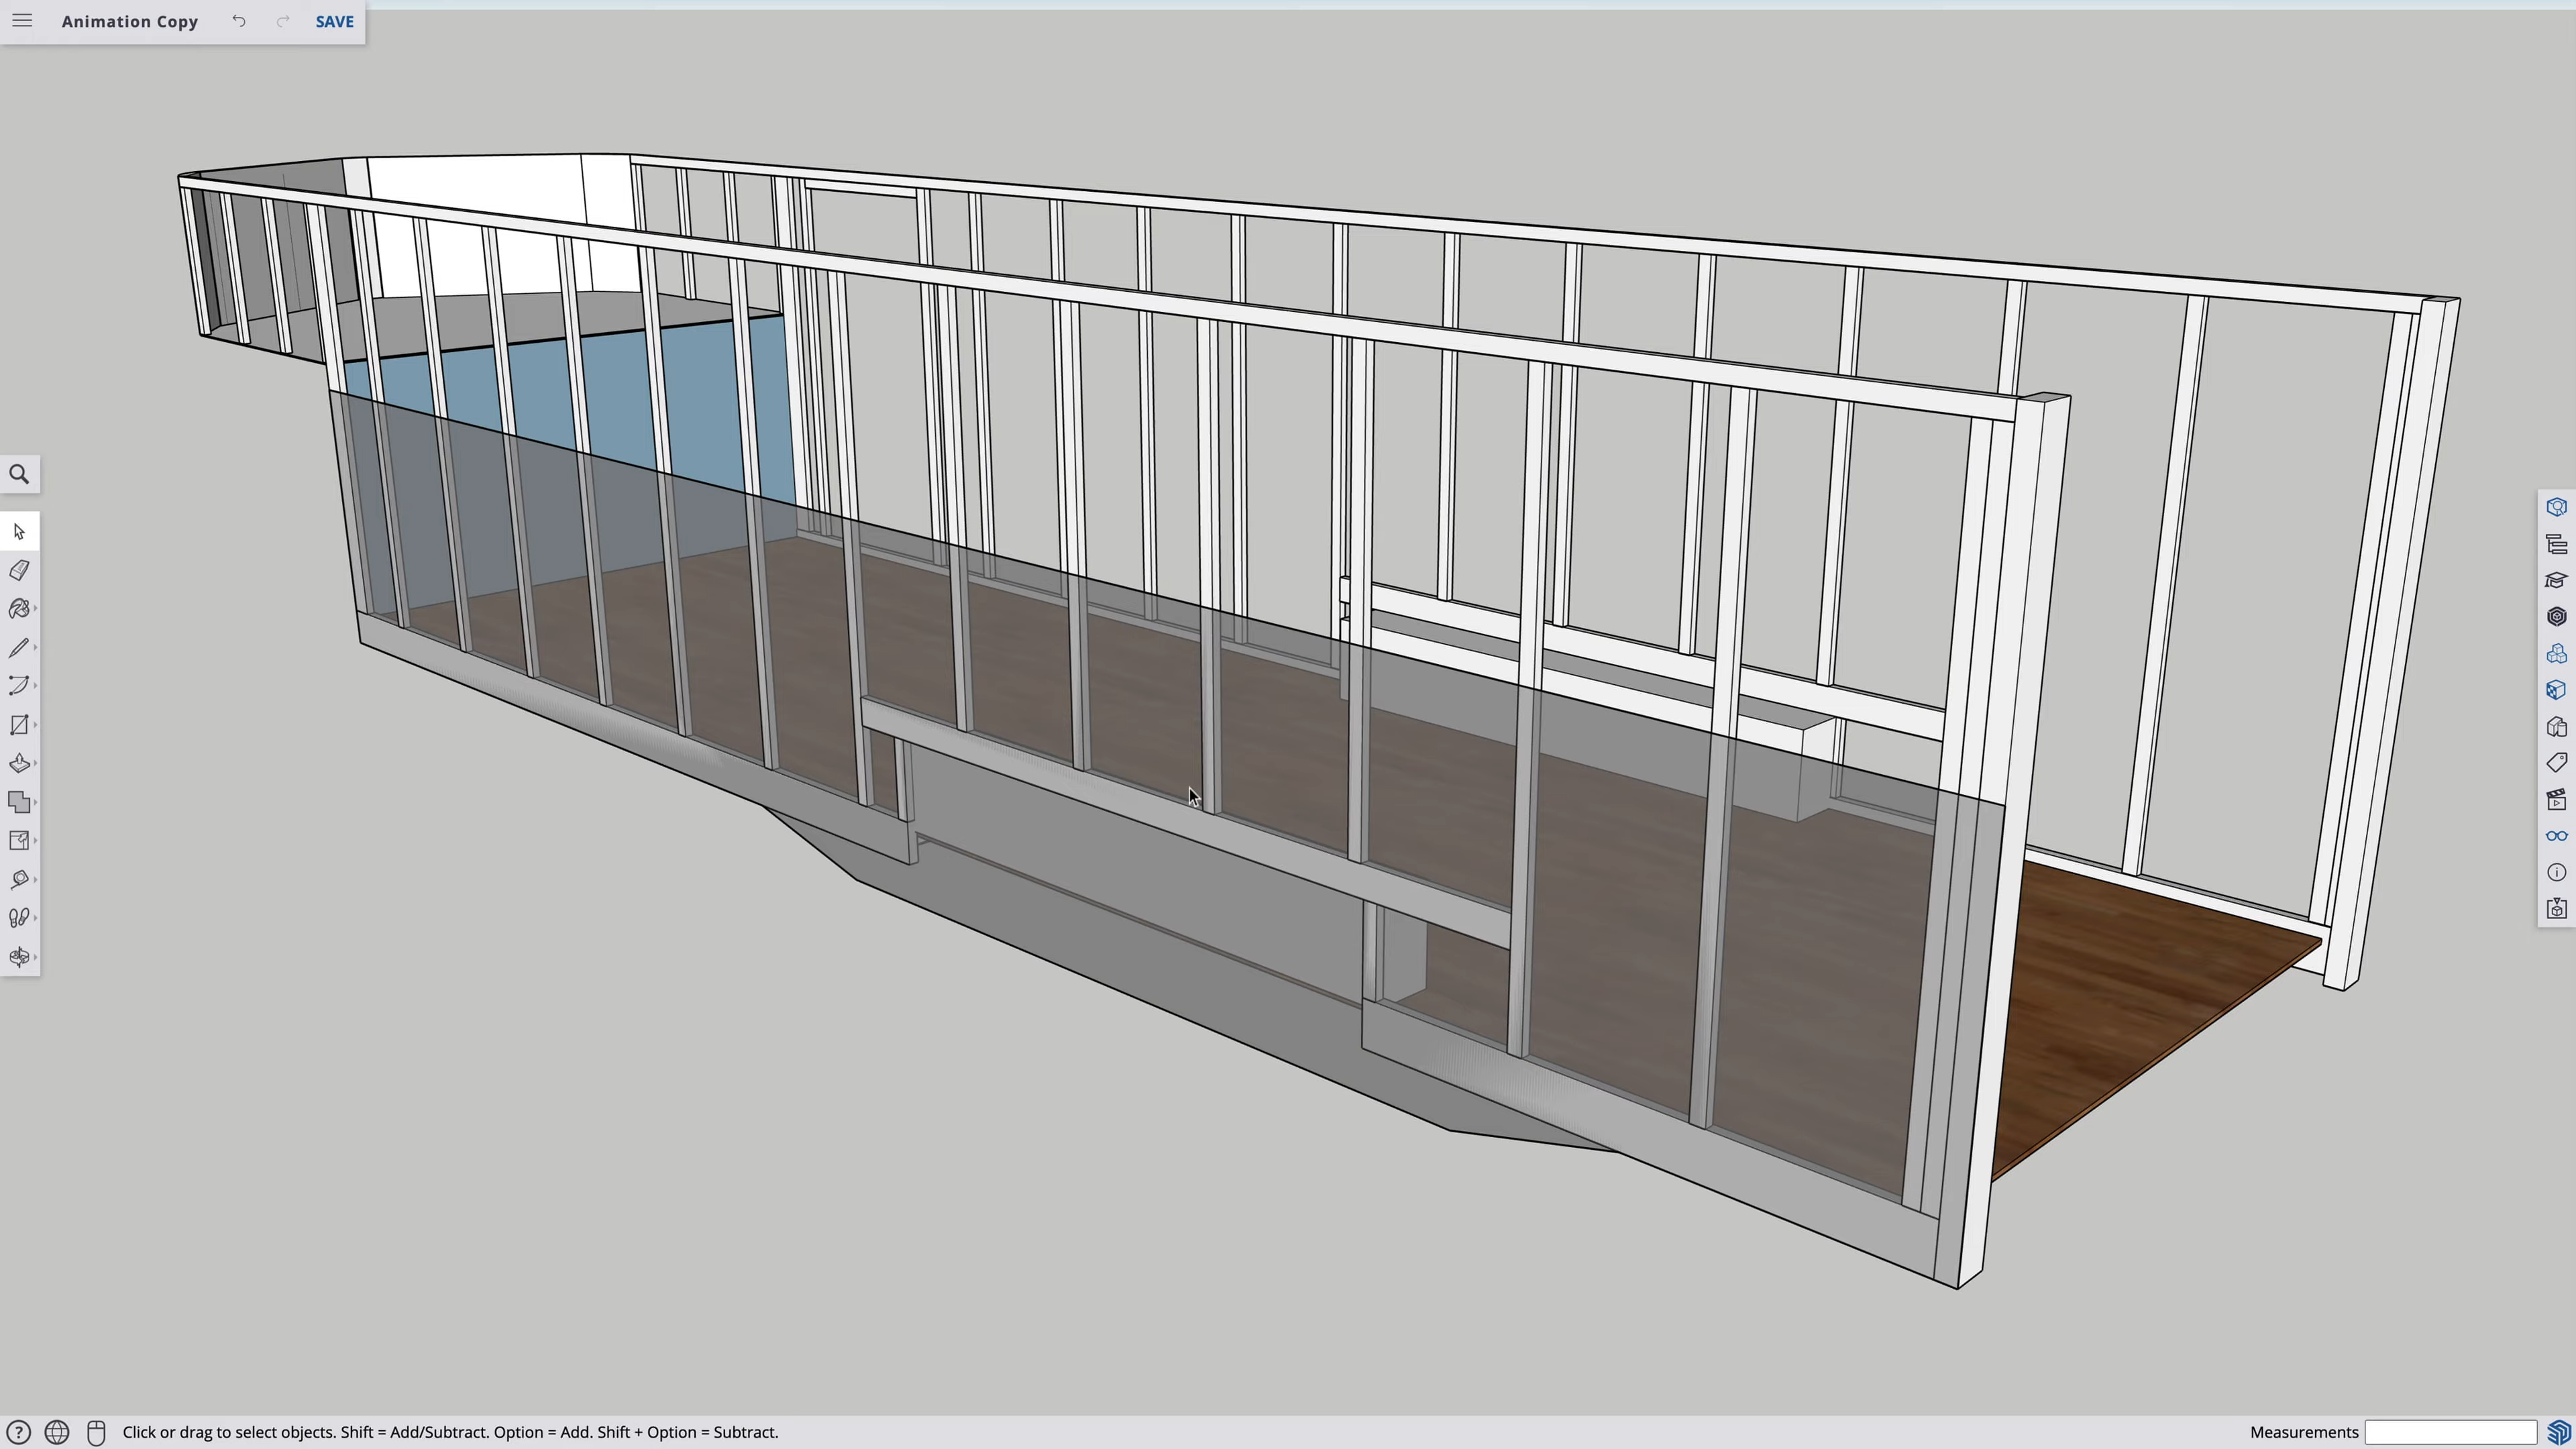 Animation Copy SAVE
? Click or drag to select objects. Shift = Add/Subtract. Option = Add. Shift + Option = Subtract. Measurements